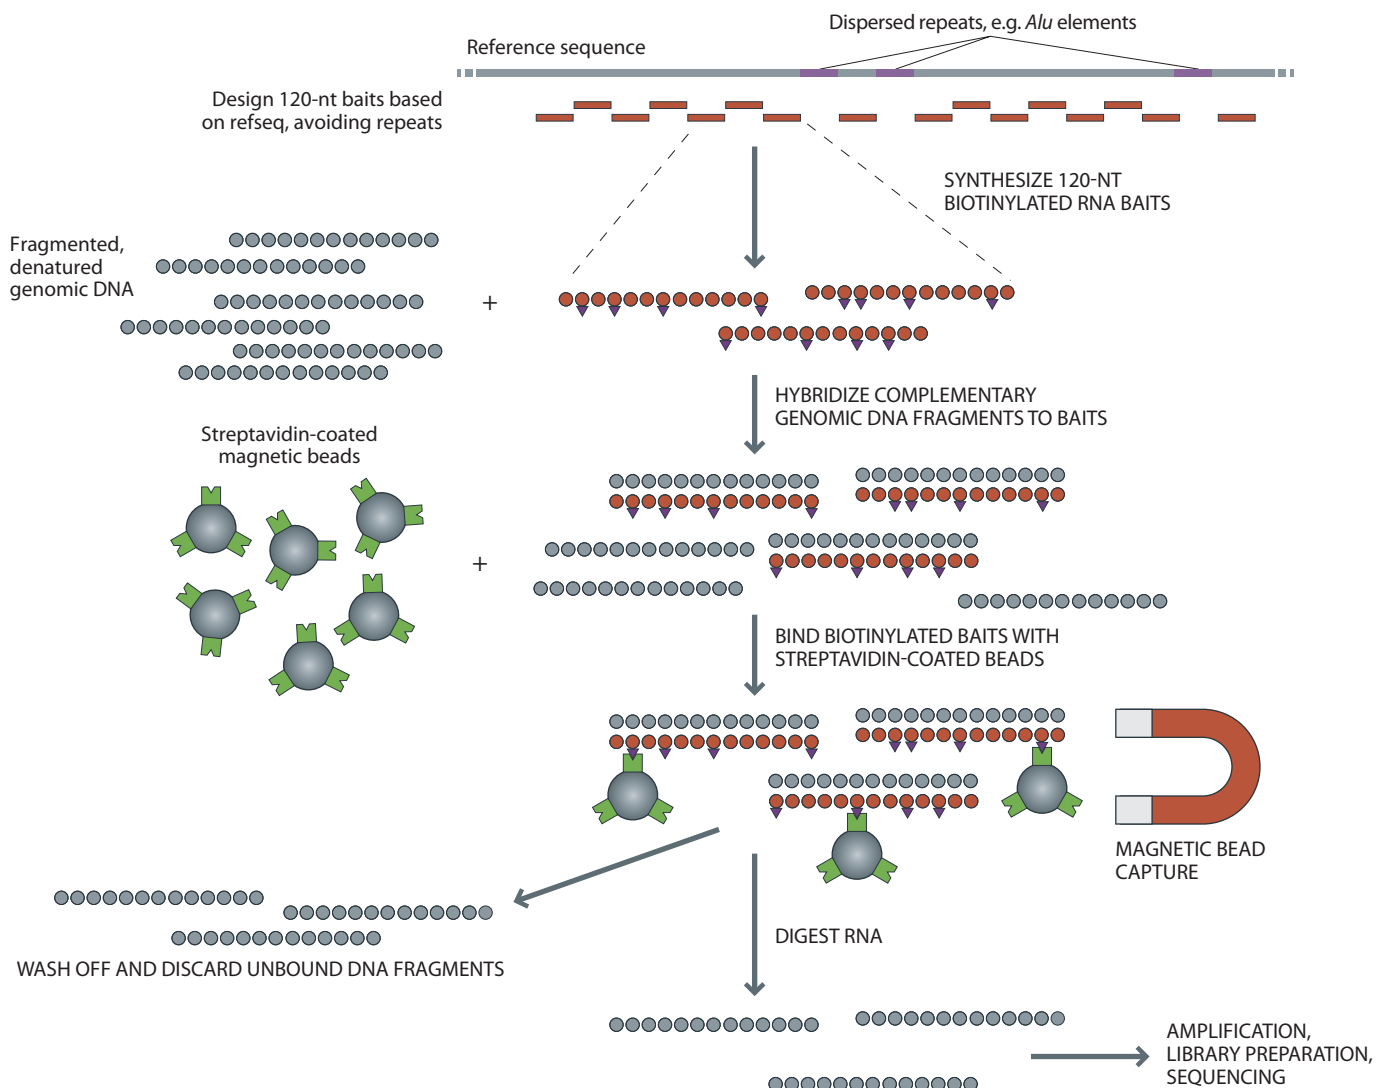 Dispersed repeats, e.g. Alu elements
Reference sequence
Design 120-nt baits based
on refseq, avoiding repeats
SYNTHESIZE 120-NT
BIOTINYLATED RNA BAITS
Fragmented,
denatured
genomic DNA
+
HYBRIDIZE COMPLEMENTARY
GENOMIC DNA FRAGMENTS TO BAITS
Streptavidin-coated
magnetic beads
+
BIND BIOTINYLATED BAITS WITH
STREPTAVIDIN-COATED BEADS
MAGNETIC BEAD
CAPTURE
DIGEST RNA
WASH OFF AND DISCARD UNBOUND DNA FRAGMENTS
AMPLIFICATION,
LIBRARY PREPARATION,
SEQUENCING